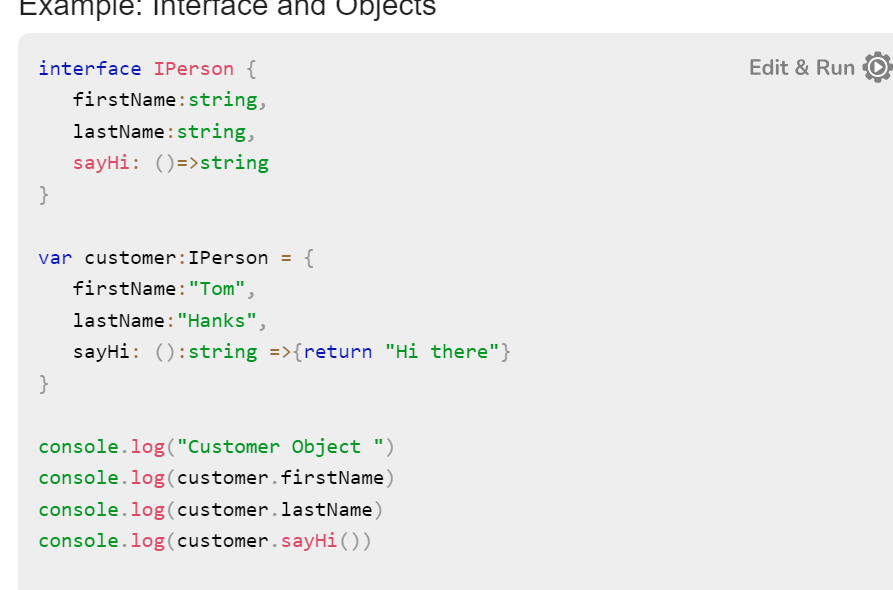 Example: Interface and Objects
Edit & Run
interface IPerson {
   firstName:string,
   lastName:string,
   sayHi: ()=>string
}
var customer:IPerson = {
   firstName:"Tom",
   lastName:"Hanks",
   sayHi: ():string =>{return "Hi there"}
}
console.log("Customer Object ")
console.log(customer.firstName)
console.log(customer.lastName)
console.log(customer.sayHi())